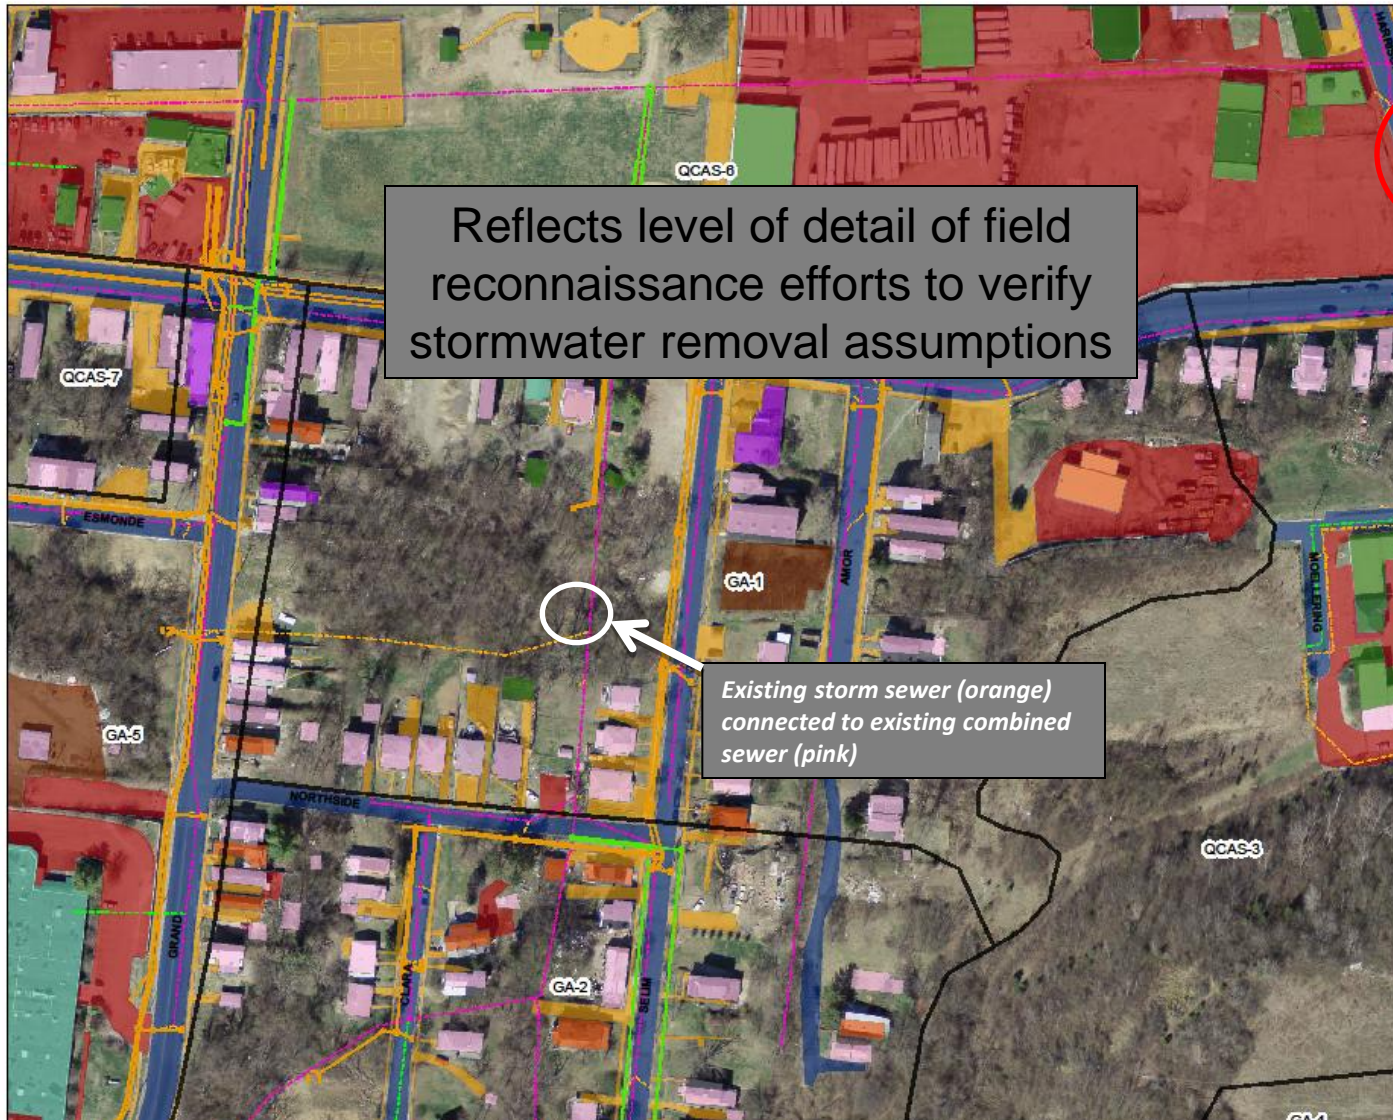 QCAS-6
Reflects level of detail of field
reconnaissance efforts to verify
stormwater removal assumptions
QCAS-7
ESMONDE
AMOR
GA-1
MOELLERING
Existing storm sewer (orange)
connected to existing combined
sewer (pink)
GA-5
NORTHSIDE
QCAS-3
GRAND
CLARA
GA-2
SELIM